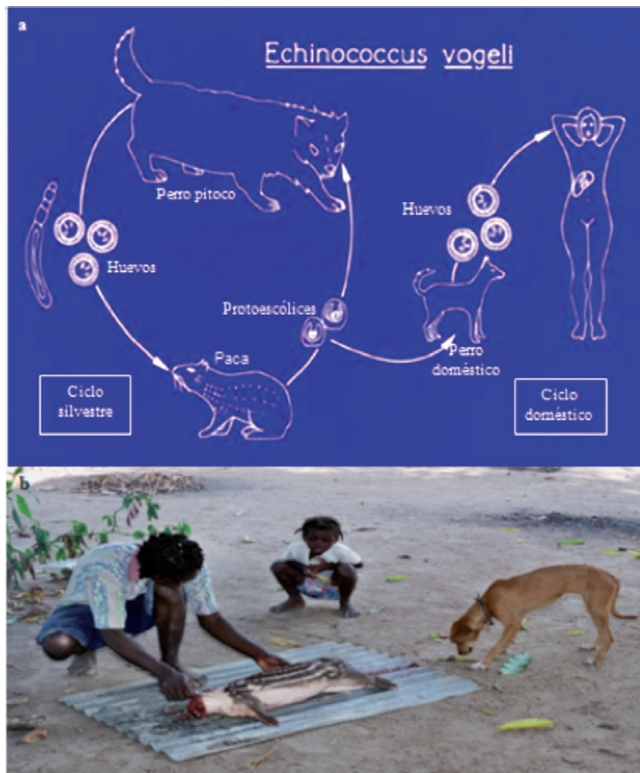 a
Echinococcus vogeli
Perro pitoco
Huevos
Huevos
Protoescólices
Paca
Perro
doméstico
Ciclo
silvestre
Ciclo
doméstico
b